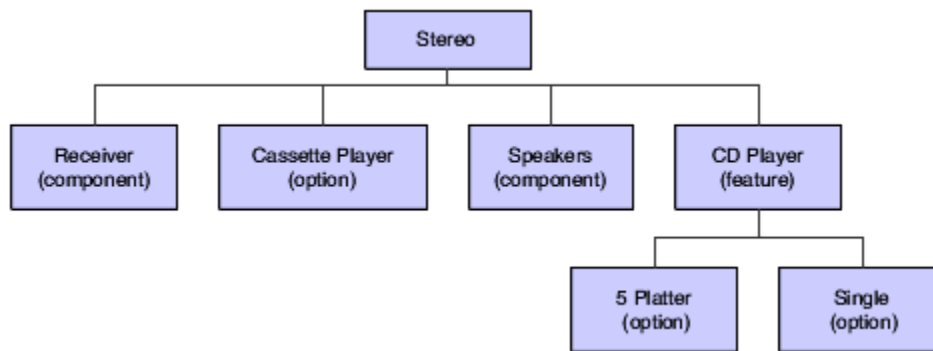 Stereo
Receiver
(component)
Cassette Player
(option)
Speakers
(component)
CD Player
(feature)
5 Platter
(option)
Single
(option)